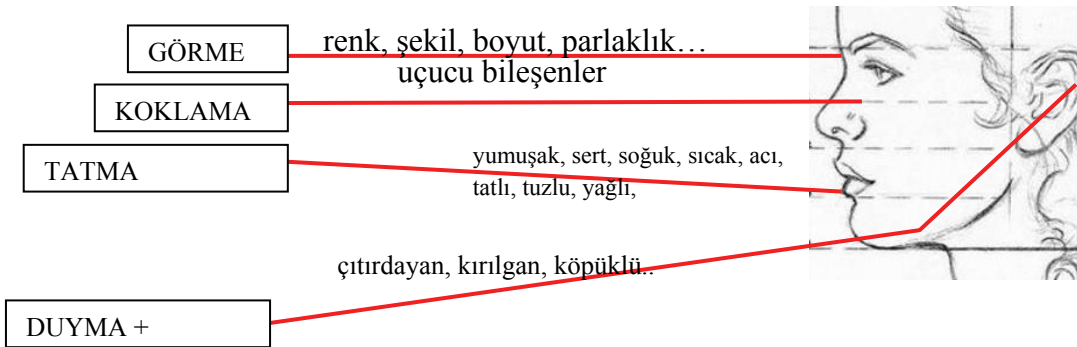 GÖRME
renk, şekil, boyut, parlaklık…
uçucu bileşenler
KOKLAMA
TATMA
yumuşak, sert, soğuk, sıcak, acı,
tatlı, tuzlu, yağlı,
çıtırdayan, kırılgan, köpüklü..
DUYMA +